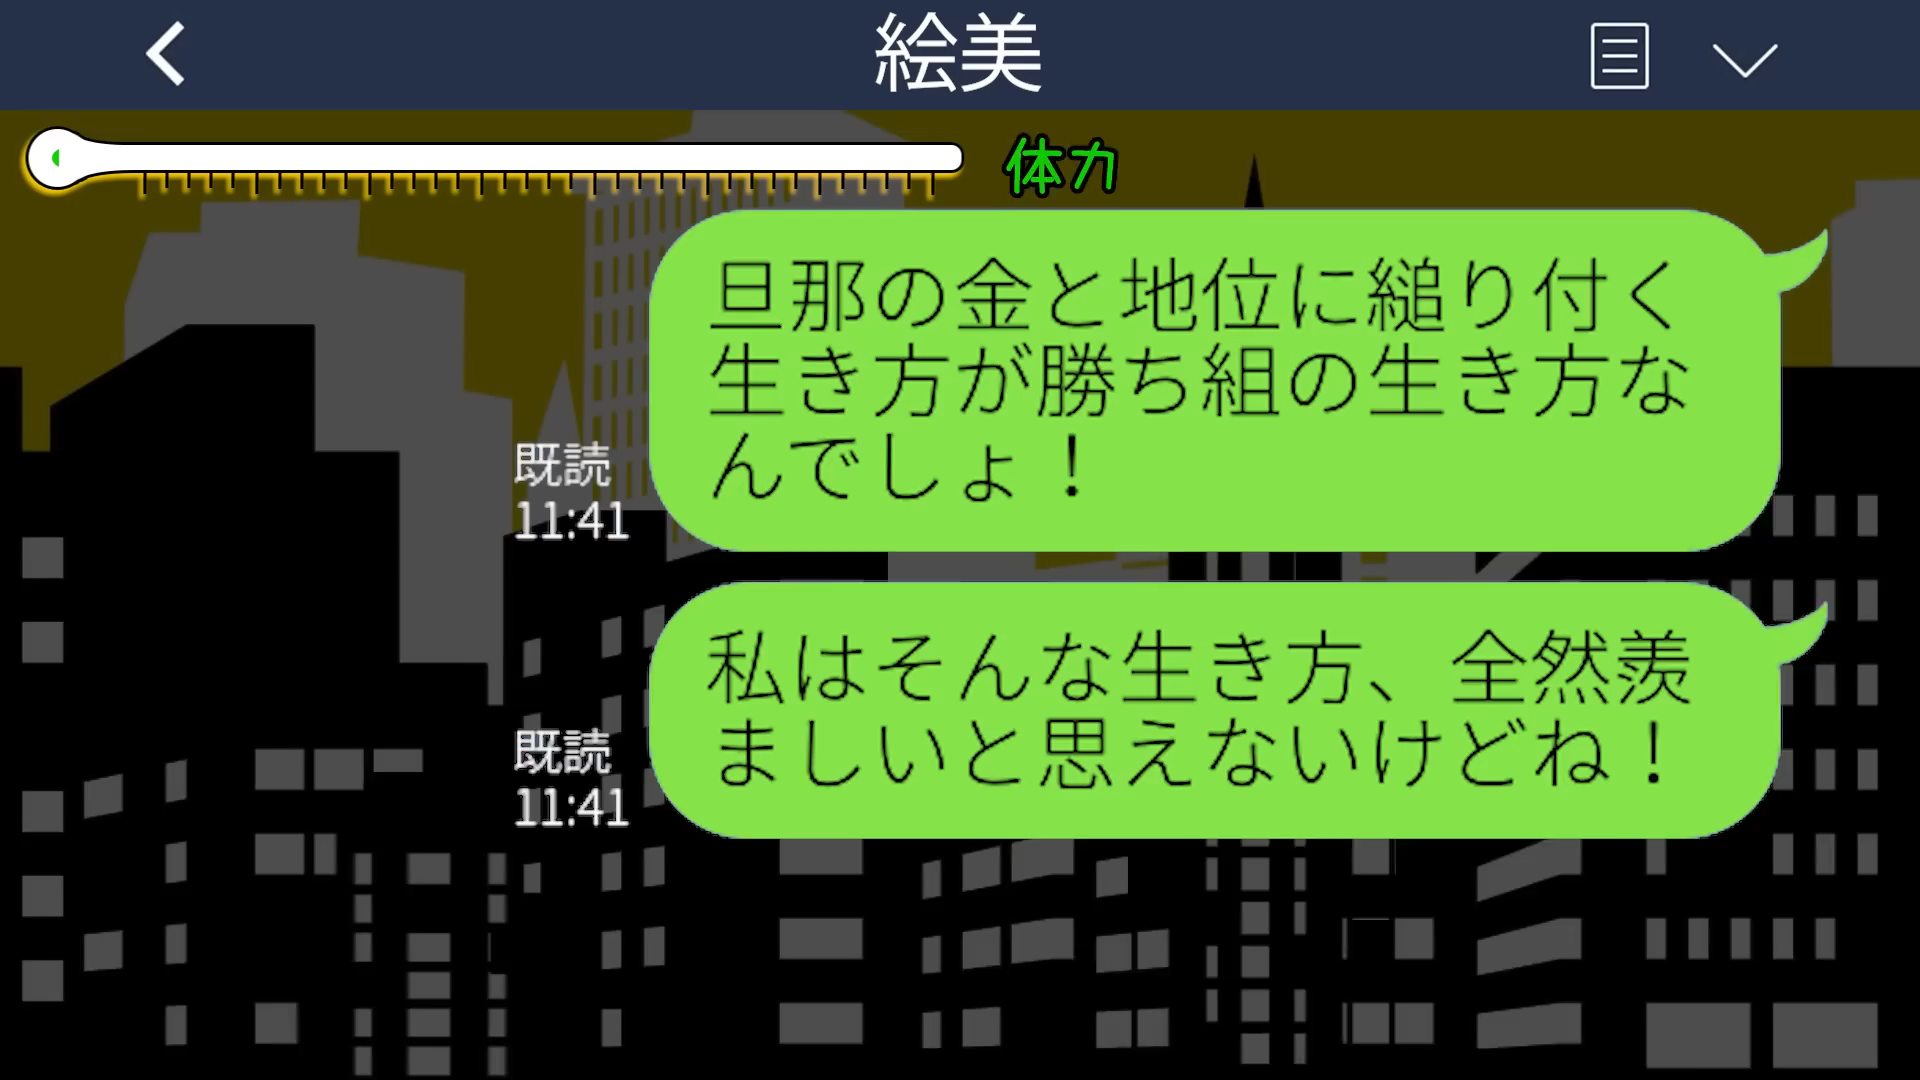 絵美
体力
旦那の金と地位に縋り付く
生き方が勝ち組の生き方な
んでしょ！
既読
11:41
私はそんな生き方、全然羨
ましいと思えないけどね！
既読
11:41